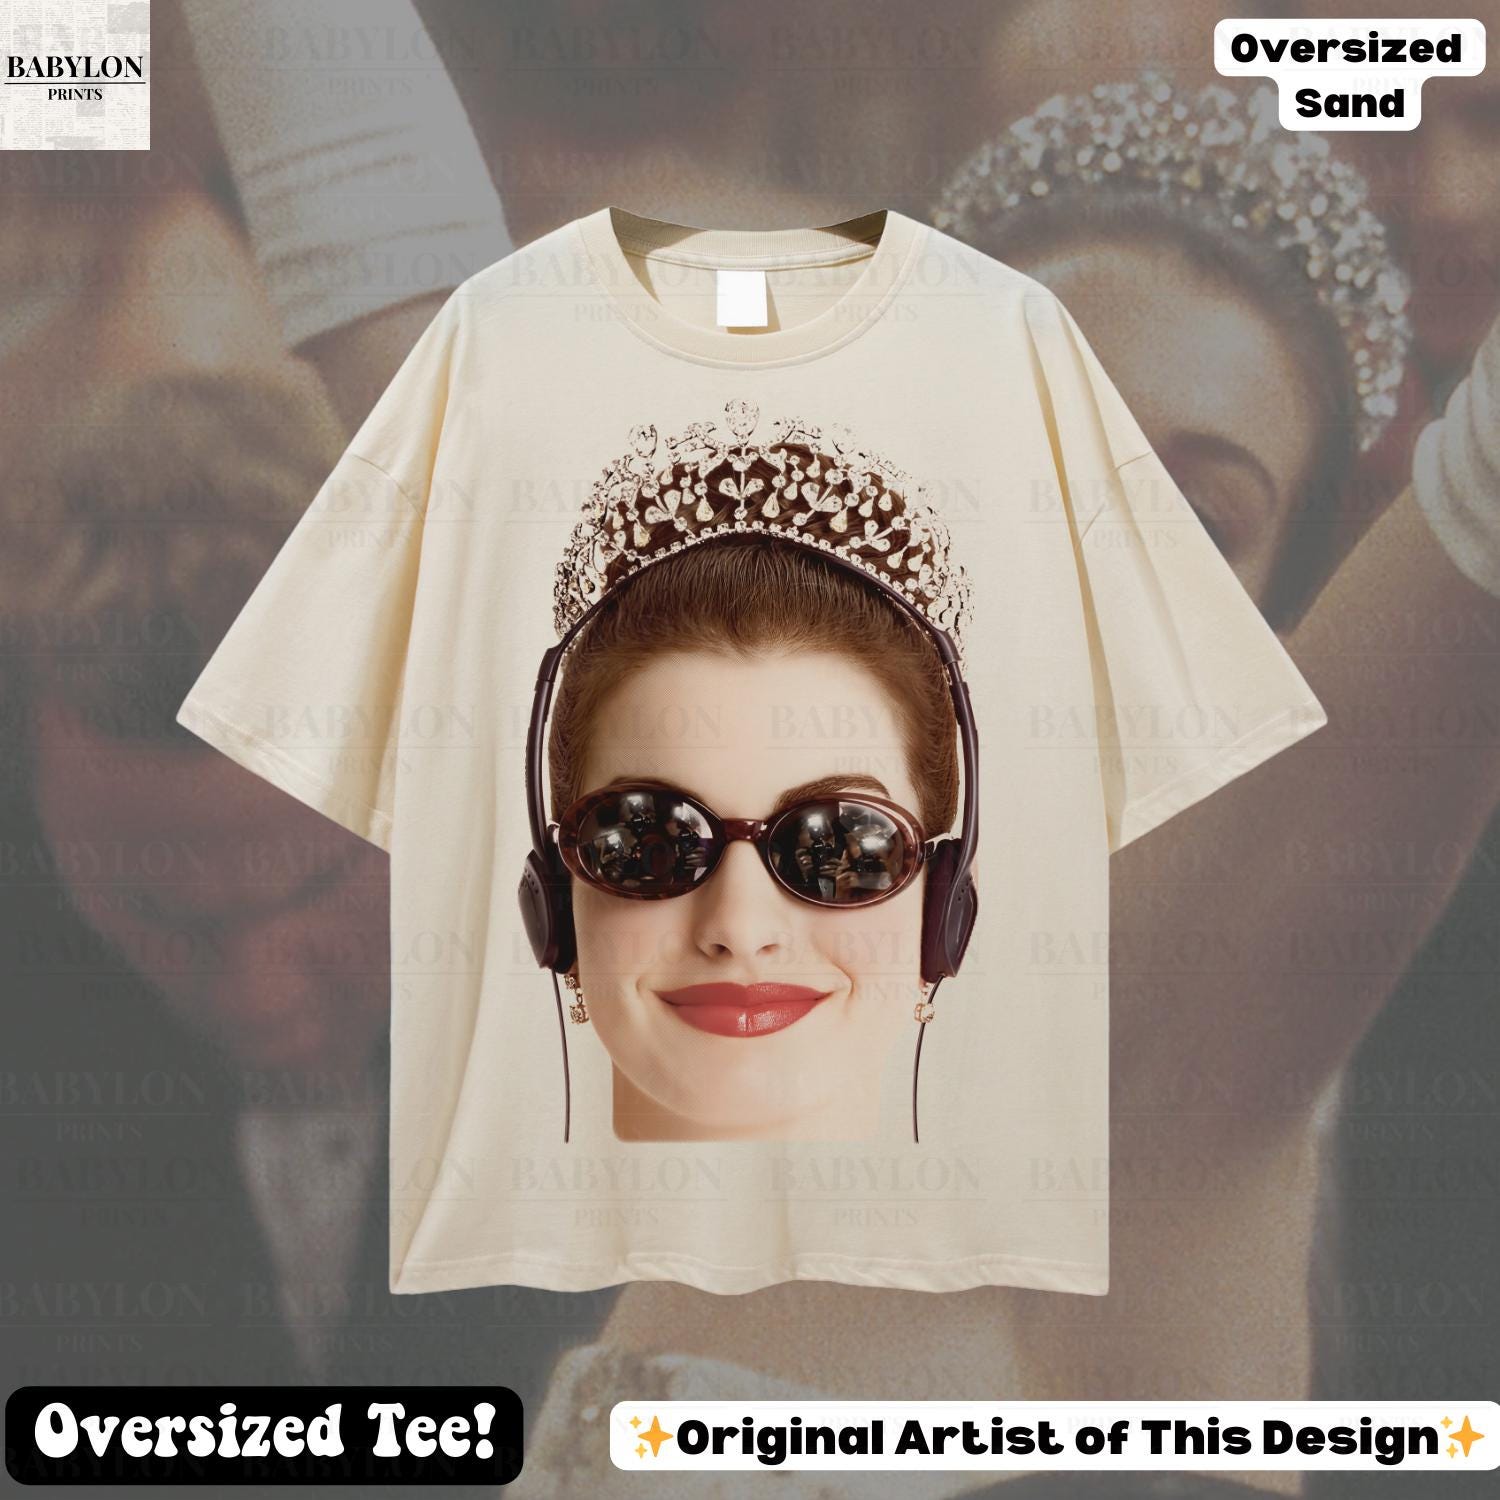 BABYLON
PRINTS
Oversized
Sand
Oversized Tee!
✨Original Artist of This Design✨